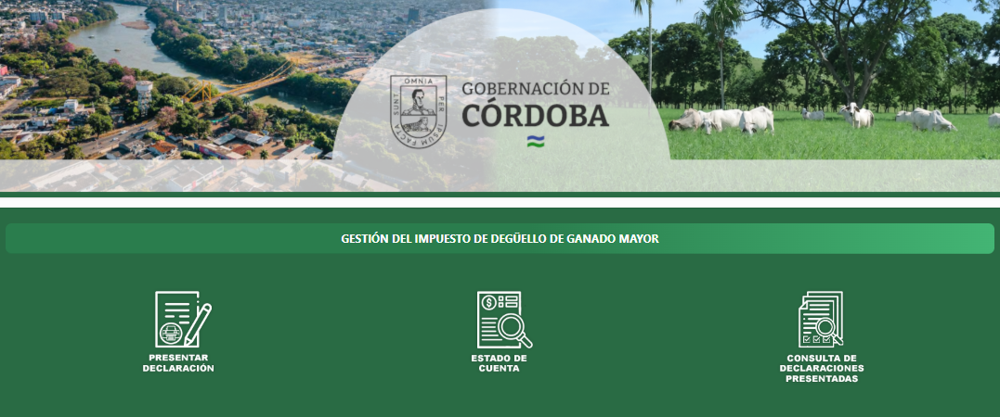 OMNIA PER IPSUM FACTA SUNT
GOBERNACIÓN DE
CÓRDOBA
GESTIÓN DEL IMPUESTO DE DEGÜELLO DE GANADO MAYOR
PRESENTAR
DECLARACIÓN
$
ESTADO DE
CUENTA
CONSULTA DE
DECLARACIONES
PRESENTADAS